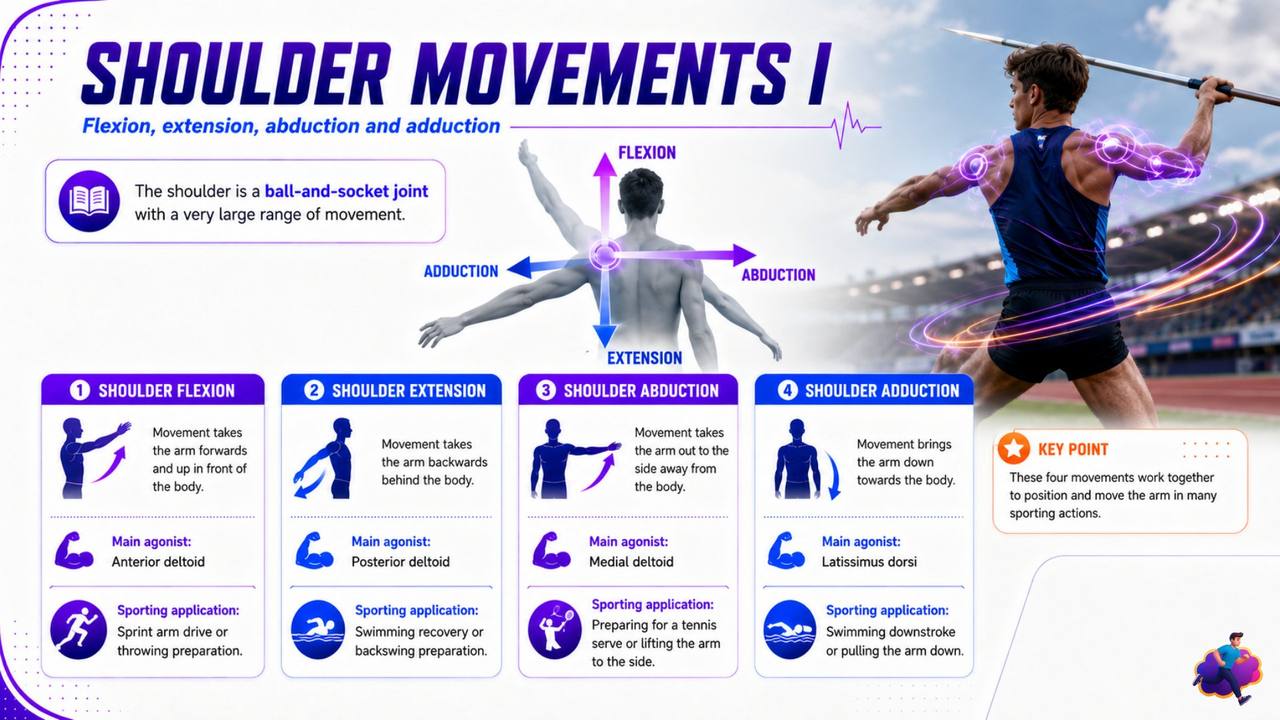 SHOULDER MOVEMENTS I
Flexion, extension, abduction and adduction
The shoulder is a ball-and-socket joint
with a very large range of movement.
FLEXION
ADDUCTION
ABDUCTION
EXTENSION
1 SHOULDER FLEXION
Movement takes
the arm forwards
and up in front of
the body.
Main agonist:
Anterior deltoid
Sporting application:
Sprint arm drive or
throwing preparation.
2 SHOULDER EXTENSION
Movement takes
the arm backwards
behind the body.
Main agonist:
Posterior deltoid
Sporting application:
Swimming recovery or
backswing preparation.
3 SHOULDER ABDUCTION
Movement takes
the arm out to the
side away from
the body.
Main agonist:
Medial deltoid
Sporting application:
Preparing for a tennis
serve or lifting the arm
to the side.
4 SHOULDER ADDUCTION
Movement brings
the arm down
towards the body.
Main agonist:
Latissimus dorsi
Sporting application:
Swimming downstroke
or pulling the arm down.
KEY POINT
These four movements work together
to position and move the arm in many
sporting actions.